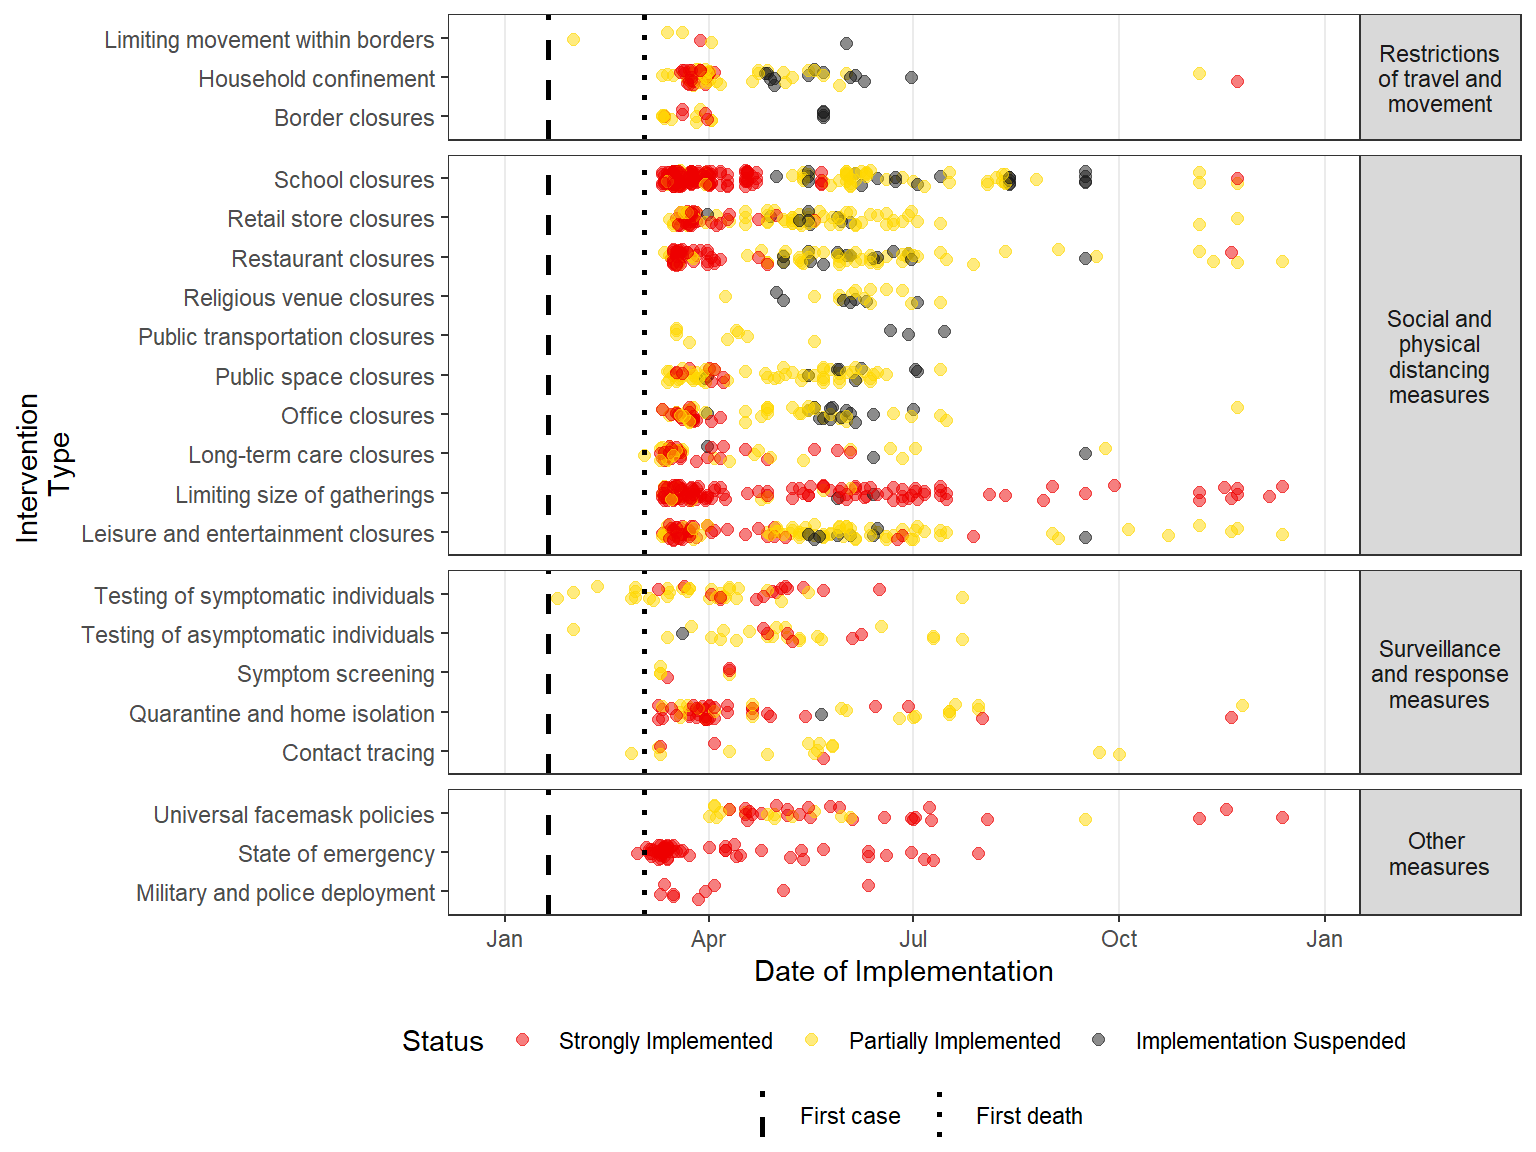 Intervention
Type
Limiting movement within borders
Household confinement
Border closures
Restrictions
of travel and
movement
School closures
Retail store closures
Restaurant closures
Religious venue closures
Public transportation closures
Public space closures
Office closures
Long-term care closures
Limiting size of gatherings
Leisure and entertainment closures
Social and
physical
distancing
measures
Testing of symptomatic individuals
Testing of asymptomatic individuals
Symptom screening
Quarantine and home isolation
Contact tracing
Surveillance
and response
measures
Universal facemask policies
State of emergency
Military and police deployment
Other
measures
Jan Apr Jul Oct Jan
Date of Implementation
Status Strongly Implemented Partially Implemented Implementation Suspended
First case First death